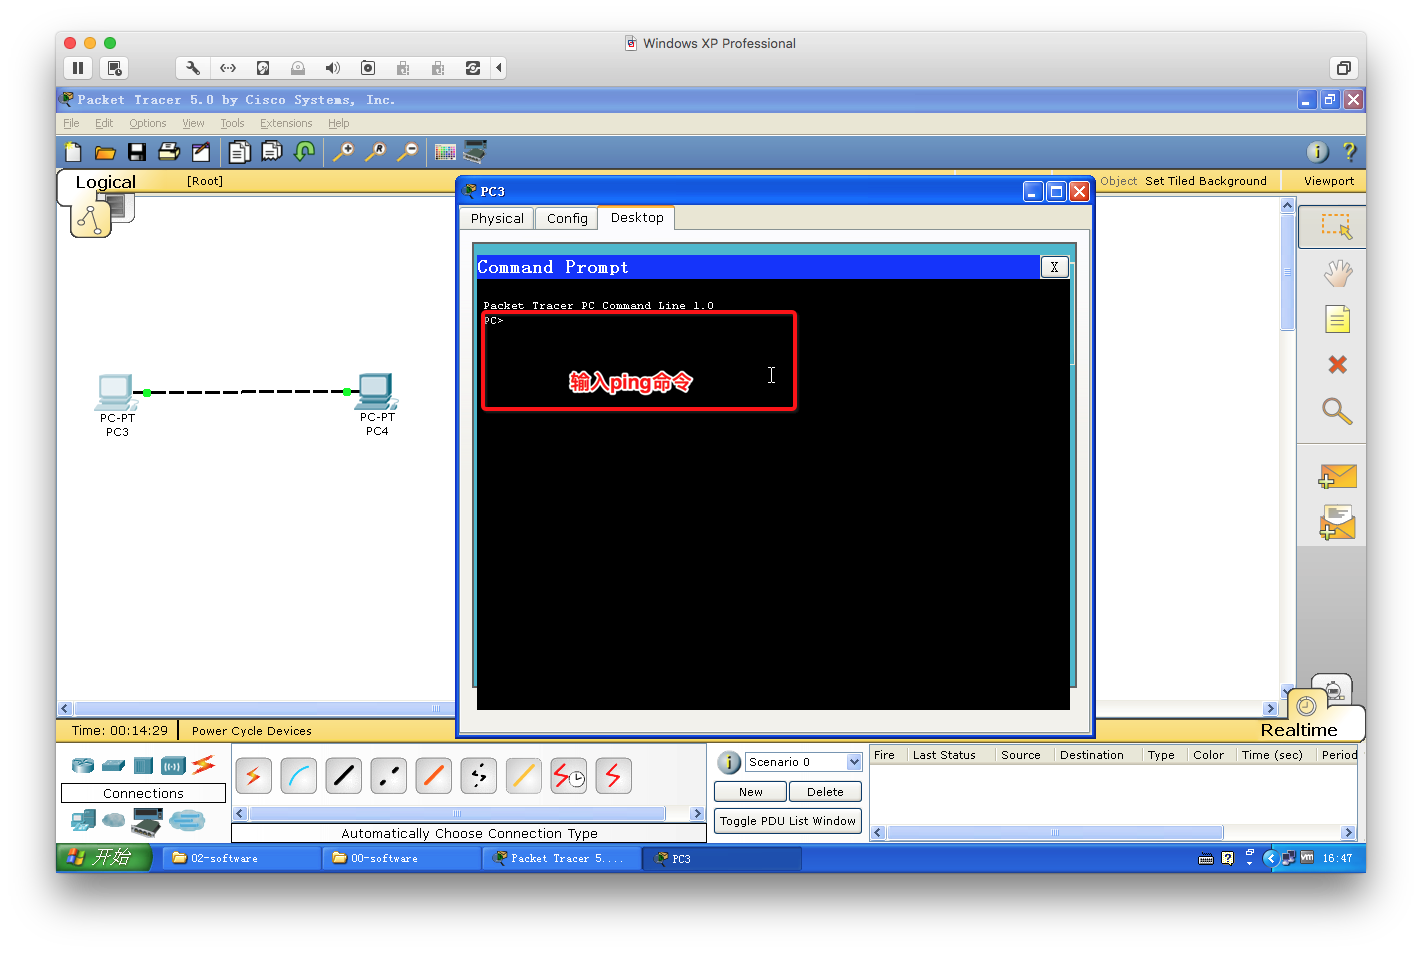 Windows XP Professional
Packet Tracer 5.0 by Cisco Systems, Inc.
File Edit Options View Tools Extensions Help
Logical [Root] Object Set Tiled Background Viewport
PC3
Physical Config Desktop
Command Prompt X
Packet Tracer PC Command Line 1.0
PC>
输入ping命令
PC-PT
PC3
PC-PT
PC4
Time: 00:14:29 Power Cycle Devices Realtime
Connections
Automatically Choose Connection Type
Scenario 0
New Delete
Toggle PDU List Window
Fire Last Status Source Destination Type Color Time (sec) Period
开始 02-software 00-software Packet Tracer 5.... PC3 16:47